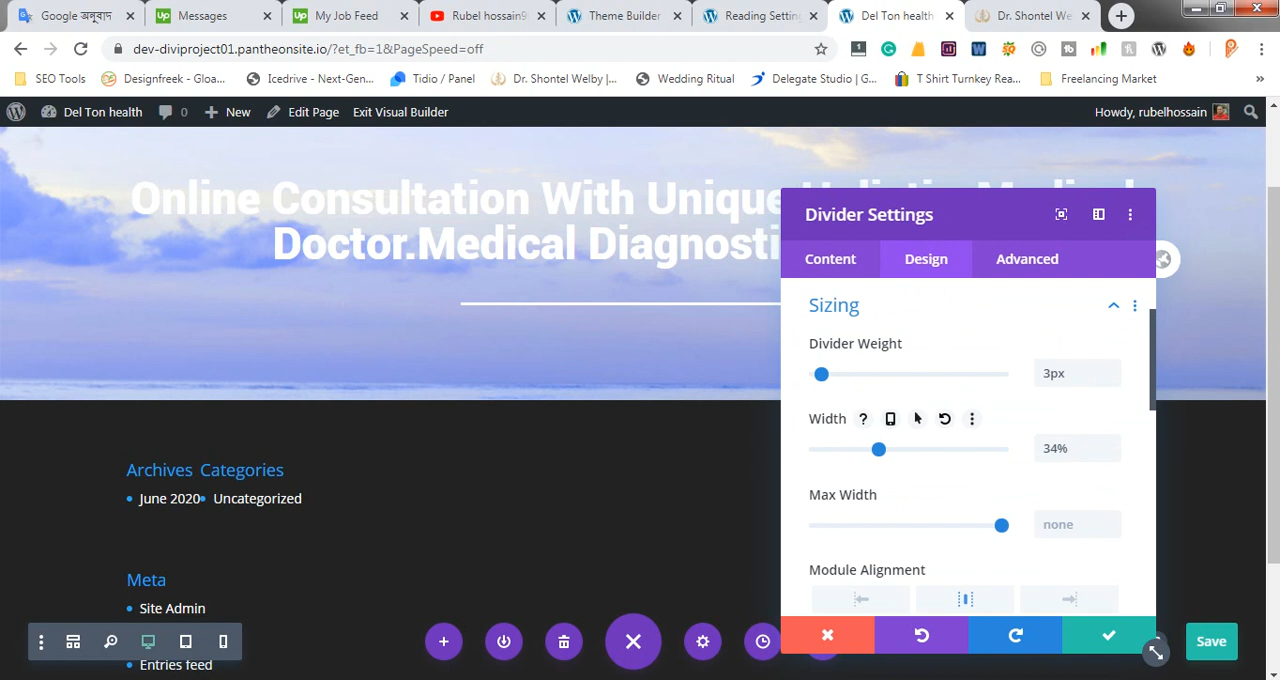 Google অনুবাদ
Messages
My Job Feed
Rubel hossain9
Theme Builder
Reading Settin
Del Ton health
Dr. Shontel We
dev-diviproject01.pantheonsite.io/?et_fb=1&PageSpeed=off
SEO Tools
Designfreek - Gloa...
Icedrive - Next-Gen...
Tidio / Panel
Dr. Shontel Welby |...
Wedding Ritual
Delegate Studio | G...
T Shirt Turnkey Rea...
Freelancing Market
»
Del Ton health
0
New
Edit Page
Exit Visual Builder
Howdy, rubelhossain
Online Consultation With Unique Holistic Medical
Doctor.Medical Diagnosti
Divider Settings
Content
Design
Advanced
Sizing
Divider Weight
3px
Width
34%
Max Width
none
Module Alignment
Archives Categories
June 2020
Uncategorized
Meta
Site Admin
Entries feed
Save